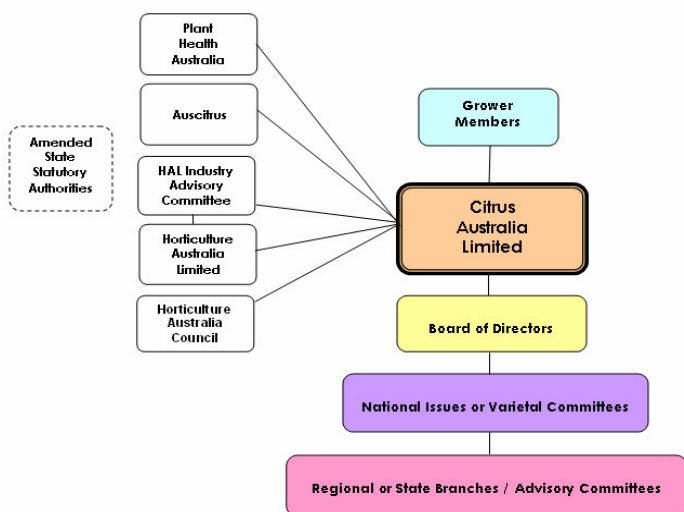 Plant
Health
Australia
Auscitrus
Amended
State
Statutory
Authorities
HAL Industry
Advisory
Committee
Horticulture
Australia
Limited
Horticulture
Australia
Council
Grower
Members
Citrus
Australia
Limited
Board of Directors
National Issues or Varietal Committees
Regional or State Branches / Advisory Committees